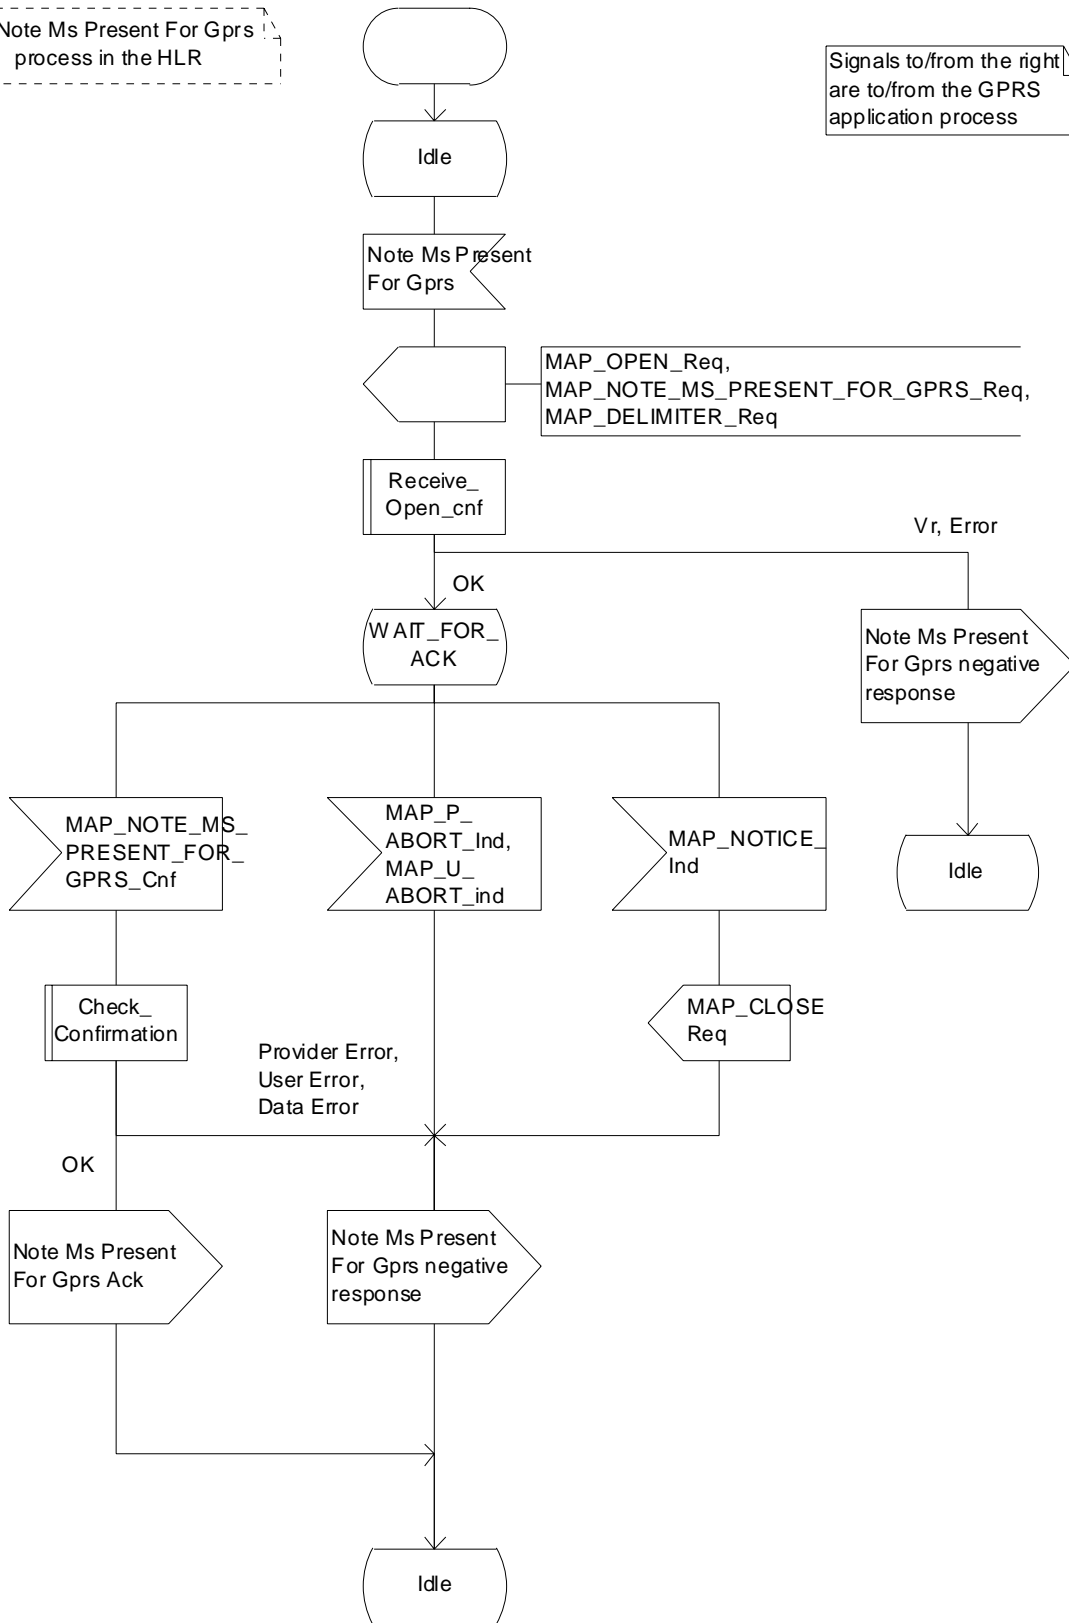 Note Ms Present For Gprs
process in the HLR
Signals to/from the right
are to/from the GPRS
application process
Idle
Note Ms Present
For Gprs
MAP_OPEN_Req,
MAP_NOTE_MS_PRESENT_FOR_GPRS_Req,
MAP_DELIMITER_Req
Receive_
Open_cnf
Vr, Error
OK
WAIT_FOR_
ACK
Note Ms Present
For Gprs negative
response
MAP_NOTE_MS_
PRESENT_FOR_
GPRS_Cnf
MAP_P_
ABORT_Ind,
MAP_U_
ABORT_ind
MAP_NOTICE_
Ind
Idle
Check_
Confirmation
MAP_CLOSE
Req
Provider Error,
User Error,
Data Error
OK
Note Ms Present
For Gprs Ack
Note Ms Present
For Gprs negative
response
Idle